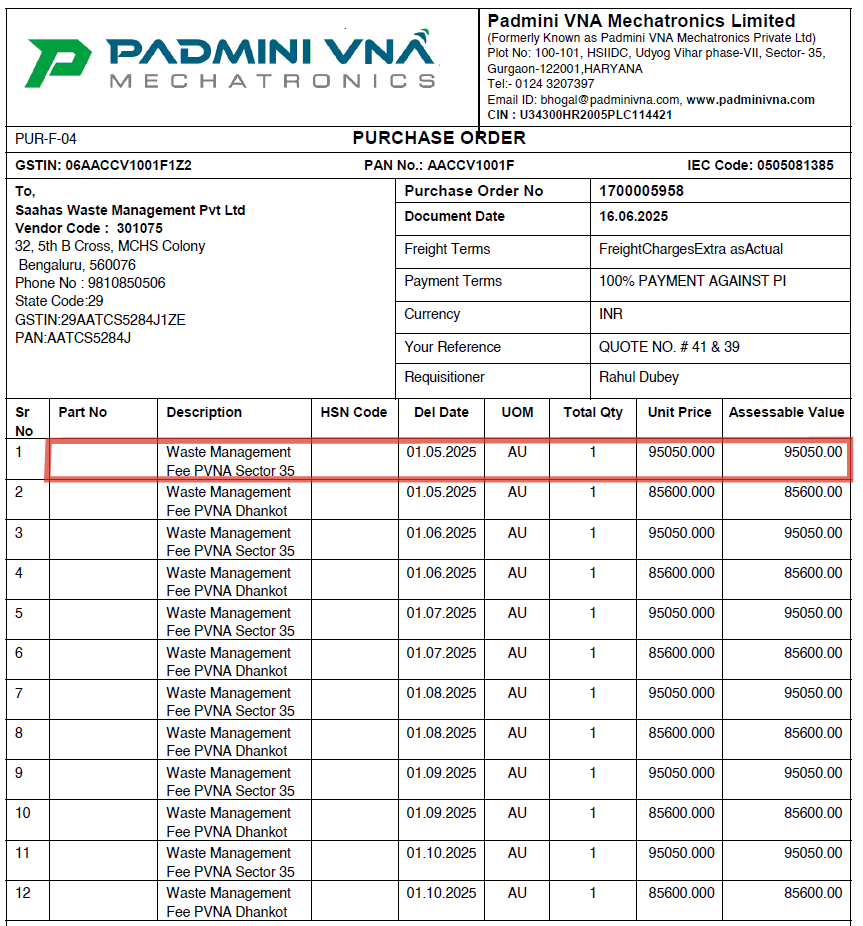 PADMINI VNA
MECHATRONICS
Padmini VNA Mechatronics Limited
(Formerly Known as Padmini VNA Mechatronics Private Ltd)
Plot No: 100-101, HSIIDC, Udyog Vihar phase-VII, Sector- 35,
Gurgaon-122001,HARYANA
Tel:- 0124 3207397
Email ID: bhogal@padminivna.com, www.padminivna.com
CIN : U34300HR2005PLC114421
PUR-F-04 PURCHASE ORDER
GSTIN: 06AACCV1001F1Z2 PAN No.: AACCV1001F IEC Code: 0505081385
To,
Saahas Waste Management Pvt Ltd
Vendor Code : 301075
32, 5th B Cross, MCHS Colony
Bengaluru, 560076
Phone No : 9810850506
State Code:29
GSTIN:29AATCS5284J1ZE
PAN:AATCS5284J
Purchase Order No 1700005958
Document Date 16.06.2025
Freight Terms FreightChargesExtra asActual
Payment Terms 100% PAYMENT AGAINST PI
Currency INR
Your Reference QUOTE NO. # 41 & 39
Requisitioner Rahul Dubey
Sr Part No Description HSN Code Del Date UOM Total Qty Unit Price Assessable Value
No
1 Waste Management 01.05.2025 AU 1 95050.000 95050.00
Fee PVNA Sector 35
2 Waste Management 01.05.2025 AU 1 85600.000 85600.00
Fee PVNA Dhankot
3 Waste Management 01.06.2025 AU 1 95050.000 95050.00
Fee PVNA Sector 35
4 Waste Management 01.06.2025 AU 1 85600.000 85600.00
Fee PVNA Dhankot
5 Waste Management 01.07.2025 AU 1 95050.000 95050.00
Fee PVNA Sector 35
6 Waste Management 01.07.2025 AU 1 85600.000 85600.00
Fee PVNA Dhankot
7 Waste Management 01.08.2025 AU 1 95050.000 95050.00
Fee PVNA Sector 35
8 Waste Management 01.08.2025 AU 1 85600.000 85600.00
Fee PVNA Dhankot
9 Waste Management 01.09.2025 AU 1 95050.000 95050.00
Fee PVNA Sector 35
10 Waste Management 01.09.2025 AU 1 85600.000 85600.00
Fee PVNA Dhankot
11 Waste Management 01.10.2025 AU 1 95050.000 95050.00
Fee PVNA Sector 35
12 Waste Management 01.10.2025 AU 1 85600.000 85600.00
Fee PVNA Dhankot